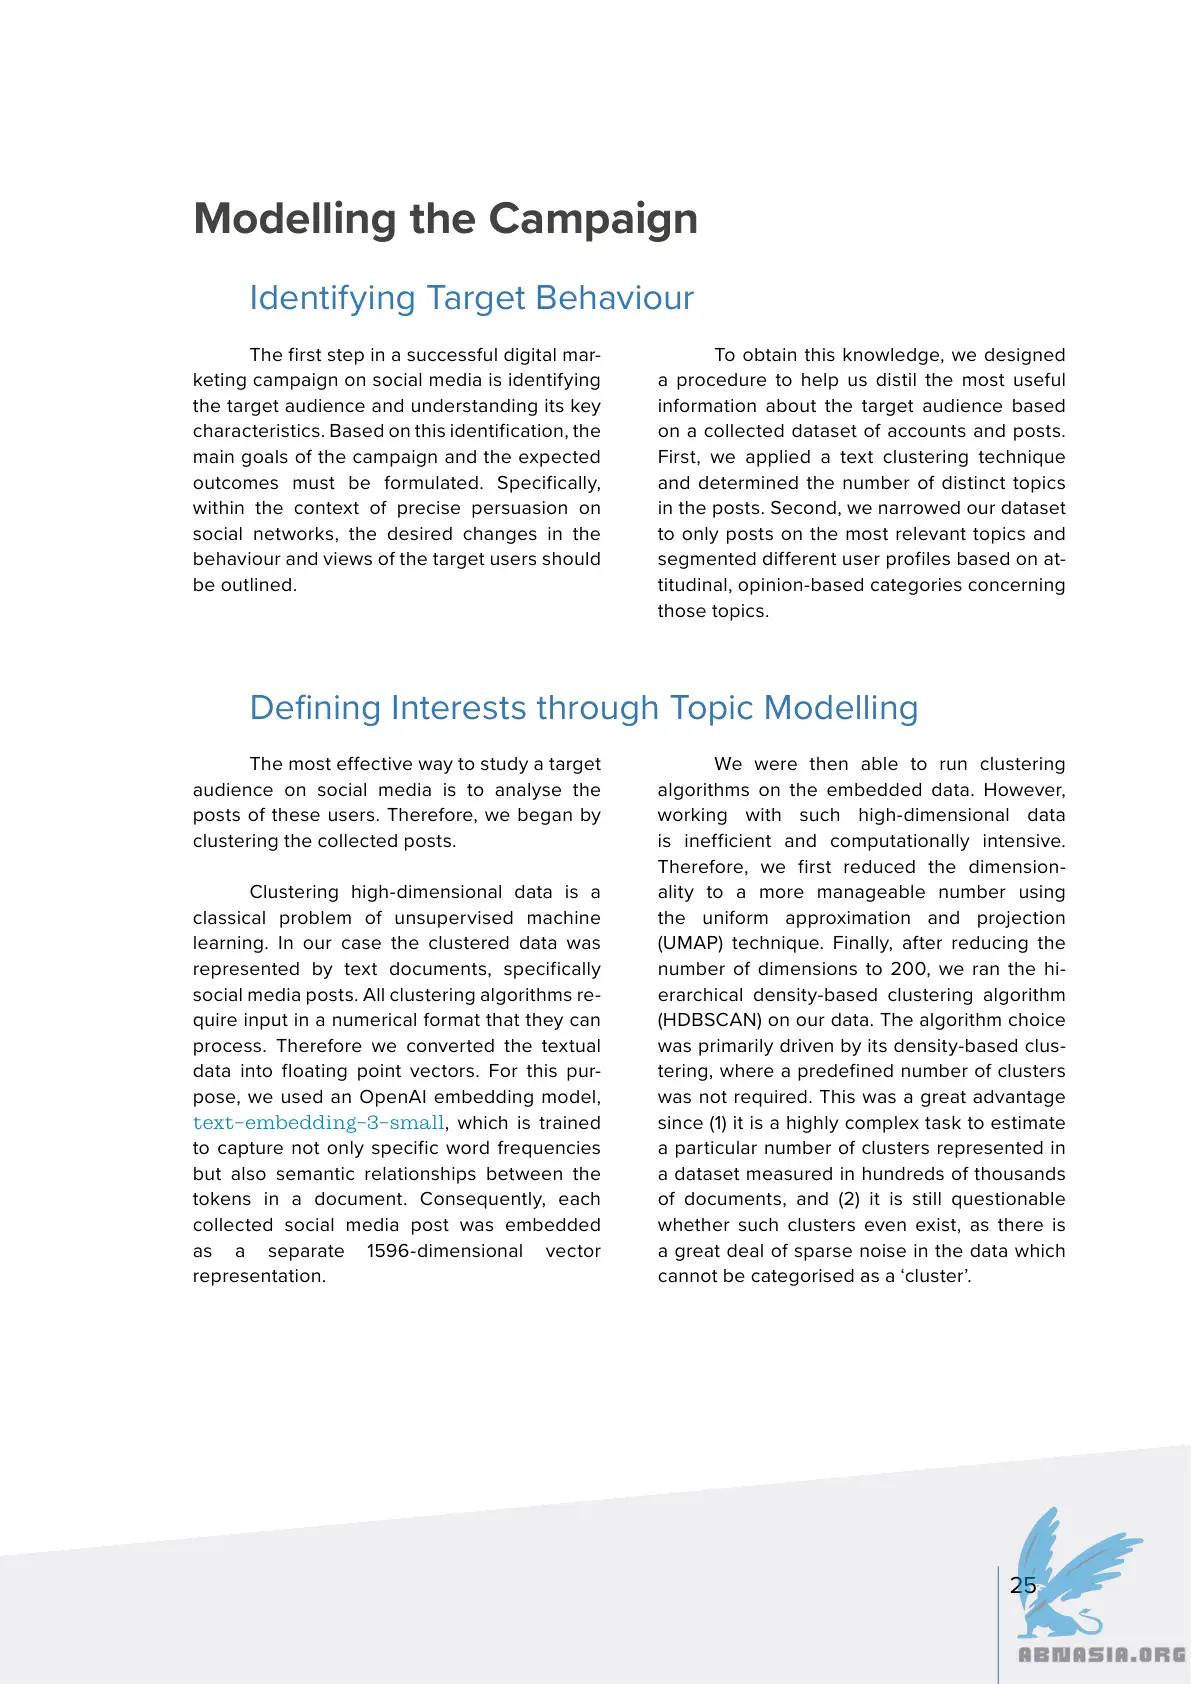 Modelling the Campaign
Identifying Target Behaviour
The first step in a successful digital mar-
keting campaign on social media is identifying
the target audience and understanding its key
characteristics. Based on this identification, the
main goals of the campaign and the expected
outcomes must be formulated. Specifically,
within the context of precise persuasion on
social networks, the desired changes in the
behaviour and views of the target users should
be outlined.
To obtain this knowledge, we designed
a procedure to help us distil the most useful
information about the target audience based
on a collected dataset of accounts and posts.
First, we applied a text clustering technique
and determined the number of distinct topics
in the posts. Second, we narrowed our dataset
to only posts on the most relevant topics and
segmented different user profiles based on at-
titudinal, opinion-based categories concerning
those topics.
Defining Interests through Topic Modelling
The most effective way to study a target
audience on social media is to analyse the
posts of these users. Therefore, we began by
clustering the collected posts.
Clustering high-dimensional data is a
classical problem of unsupervised machine
learning. In our case the clustered data was
represented by text documents, specifically
social media posts. All clustering algorithms re-
quire input in a numerical format that they can
process. Therefore we converted the textual
data into floating point vectors. For this pur-
pose, we used an OpenAI embedding model,
text-embedding-3-small, which is trained
to capture not only specific word frequencies
but also semantic relationships between the
tokens in a document. Consequently, each
collected social media post was embedded
as a separate 1596-dimensional vector
representation.
We were then able to run clustering
algorithms on the embedded data. However,
working with such high-dimensional data
is inefficient and computationally intensive.
Therefore, we first reduced the dimension-
ality to a more manageable number using
the uniform approximation and projection
(UMAP) technique. Finally, after reducing the
number of dimensions to 200, we ran the hi-
erarchical density-based clustering algorithm
(HDBSCAN) on our data. The algorithm choice
was primarily driven by its density-based clus-
tering, where a predefined number of clusters
was not required. This was a great advantage
since (1) it is a highly complex task to estimate
a particular number of clusters represented in
a dataset measured in hundreds of thousands
of documents, and (2) it is still questionable
whether such clusters even exist, as there is
a great deal of sparse noise in the data which
cannot be categorised as a ‘cluster’.
25
ABNASIA.ORG